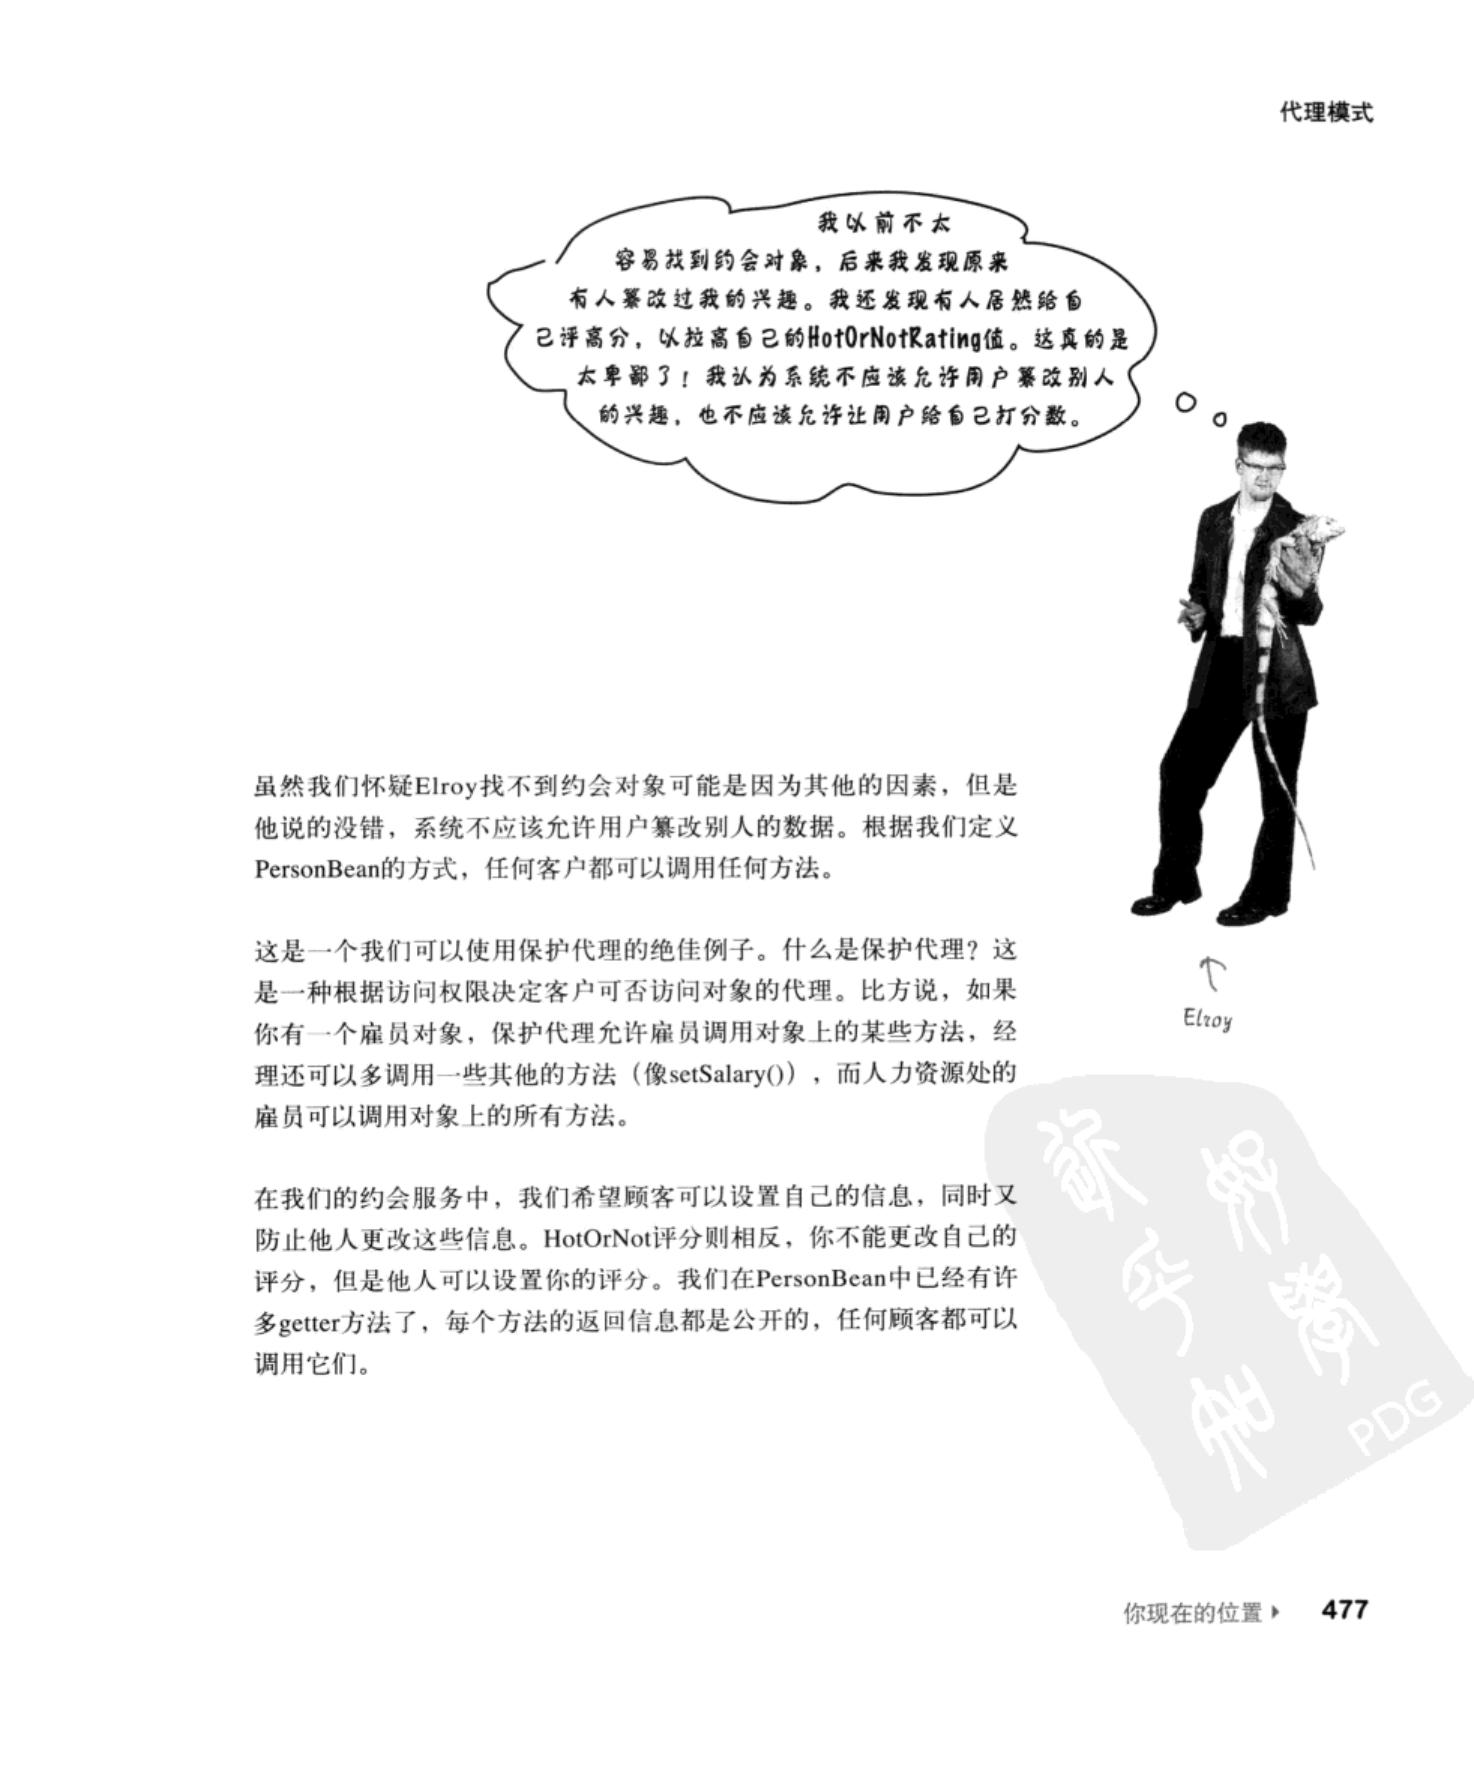 代理模式
我以前不太
容易找到约会对象，后来我发现原来
有人篡改过我的兴趣。我还发现有人居然给自
己评高分，以拉高自己的HotOrNotRating值。这真的是
太卑鄙了！我认为系统不应该允许用户篡改别人
的兴趣，也不应该允许让用户给自己打分数。
Elroy
虽然我们怀疑Elroy找不到约会对象可能是因为其他的因素，但是
他说的没错，系统不应该允许用户篡改别人的数据。根据我们定义
PersonBean的方式，任何客户都可以调用任何方法。
这是一个我们可以使用保护代理的绝佳例子。什么是保护代理？这
是一种根据访问权限决定客户可否访问对象的代理。比方说，如果
你有一个雇员对象，保护代理允许雇员调用对象上的某些方法，经
理还可以多调用一些其他的方法（像setSalary()），而人力资源处的
雇员可以调用对象上的所有方法。
在我们的约会服务中，我们希望顾客可以设置自己的信息，同时又
防止他人更改这些信息。HotOrNot评分则相反，你不能更改自己的
评分，但是他人可以设置你的评分。我们在PersonBean中已经有许
多getter方法了，每个方法的返回信息都是公开的，任何顾客都可以
调用它们。
PDG
你现在的位置 ▸ 477